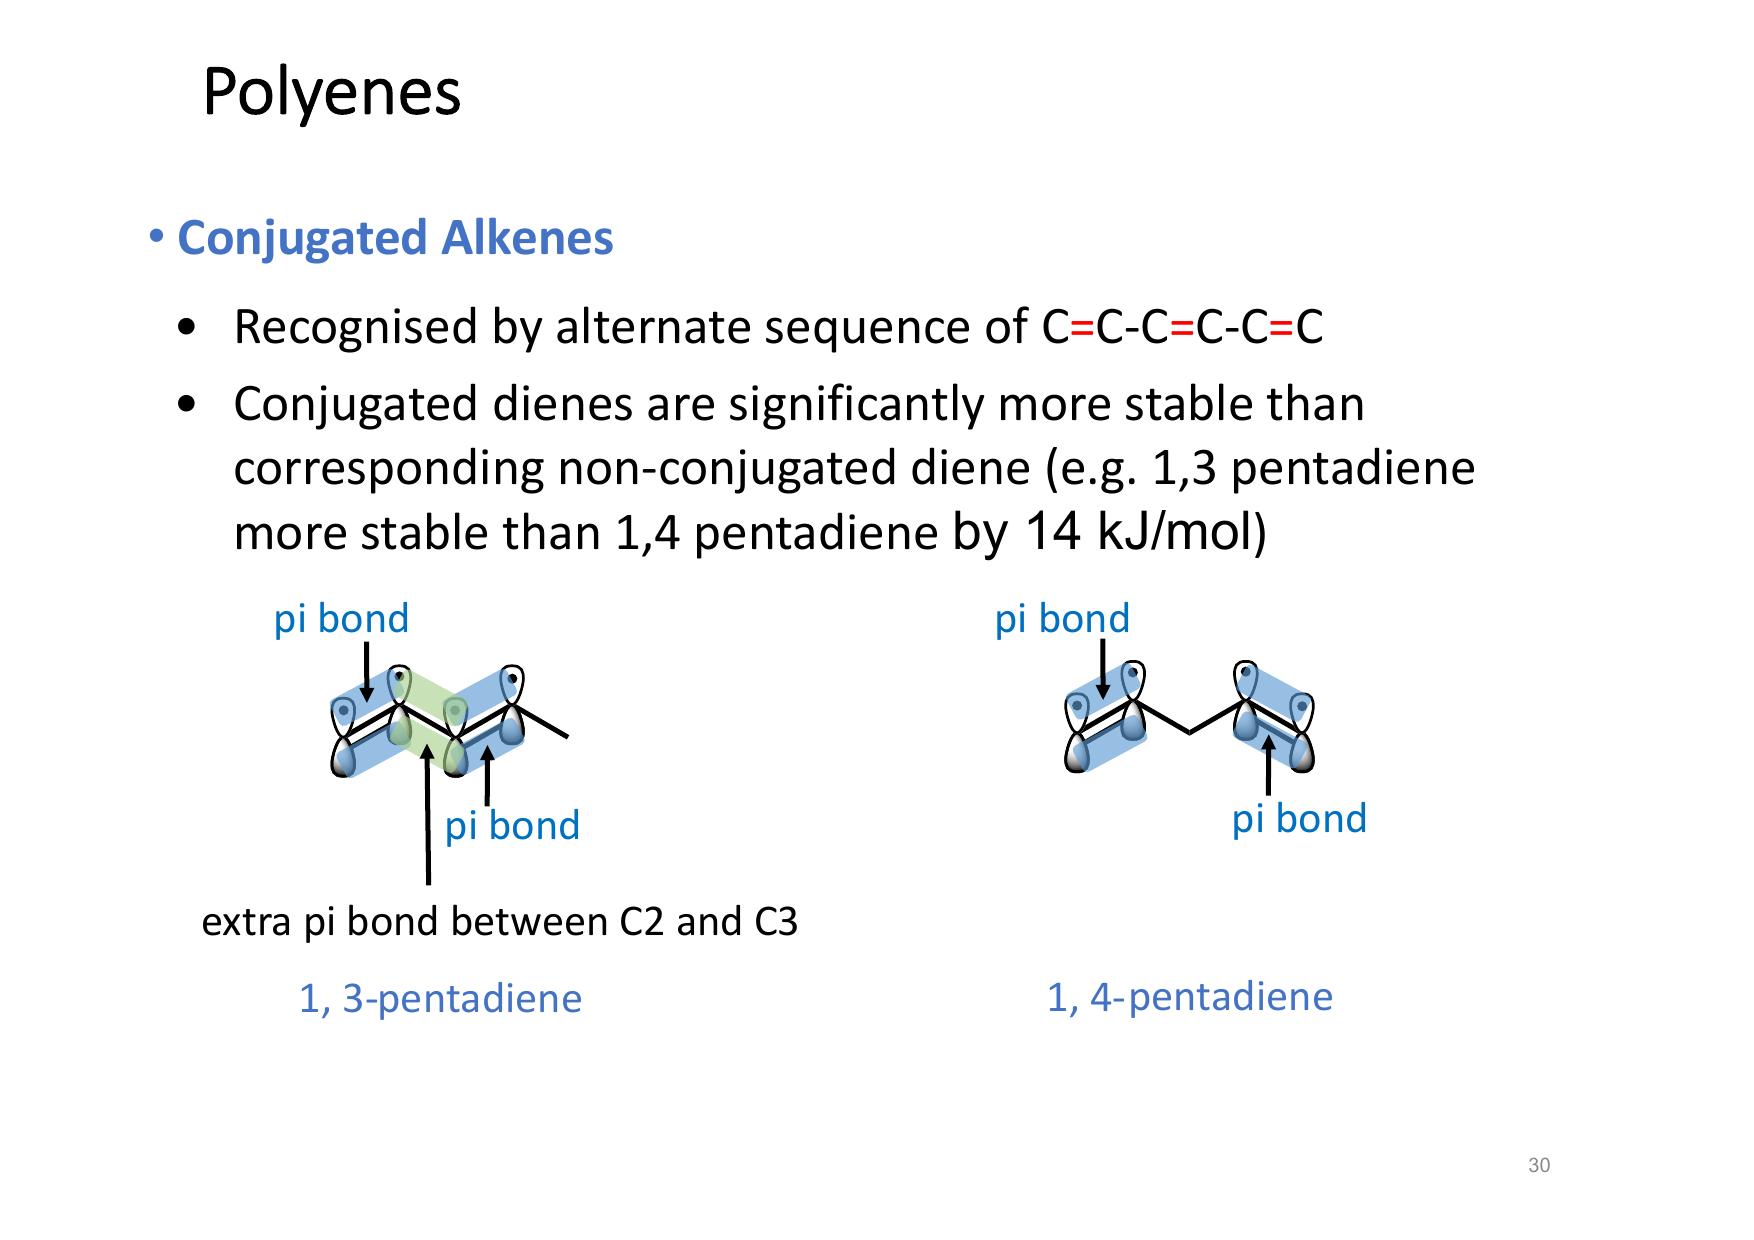 Polyenes
• Conjugated Alkenes
• Recognised by alternate sequence of C=C-C=C-C=C
• Conjugated dienes are significantly more stable than
corresponding non-conjugated diene (e.g. 1,3 pentadiene
more stable than 1,4 pentadiene by 14 kJ/mol)
pi bond
pi bond
pi bond
pi bond
extra pi bond between C2 and C3
1, 3-pentadiene
1, 4-pentadiene
30